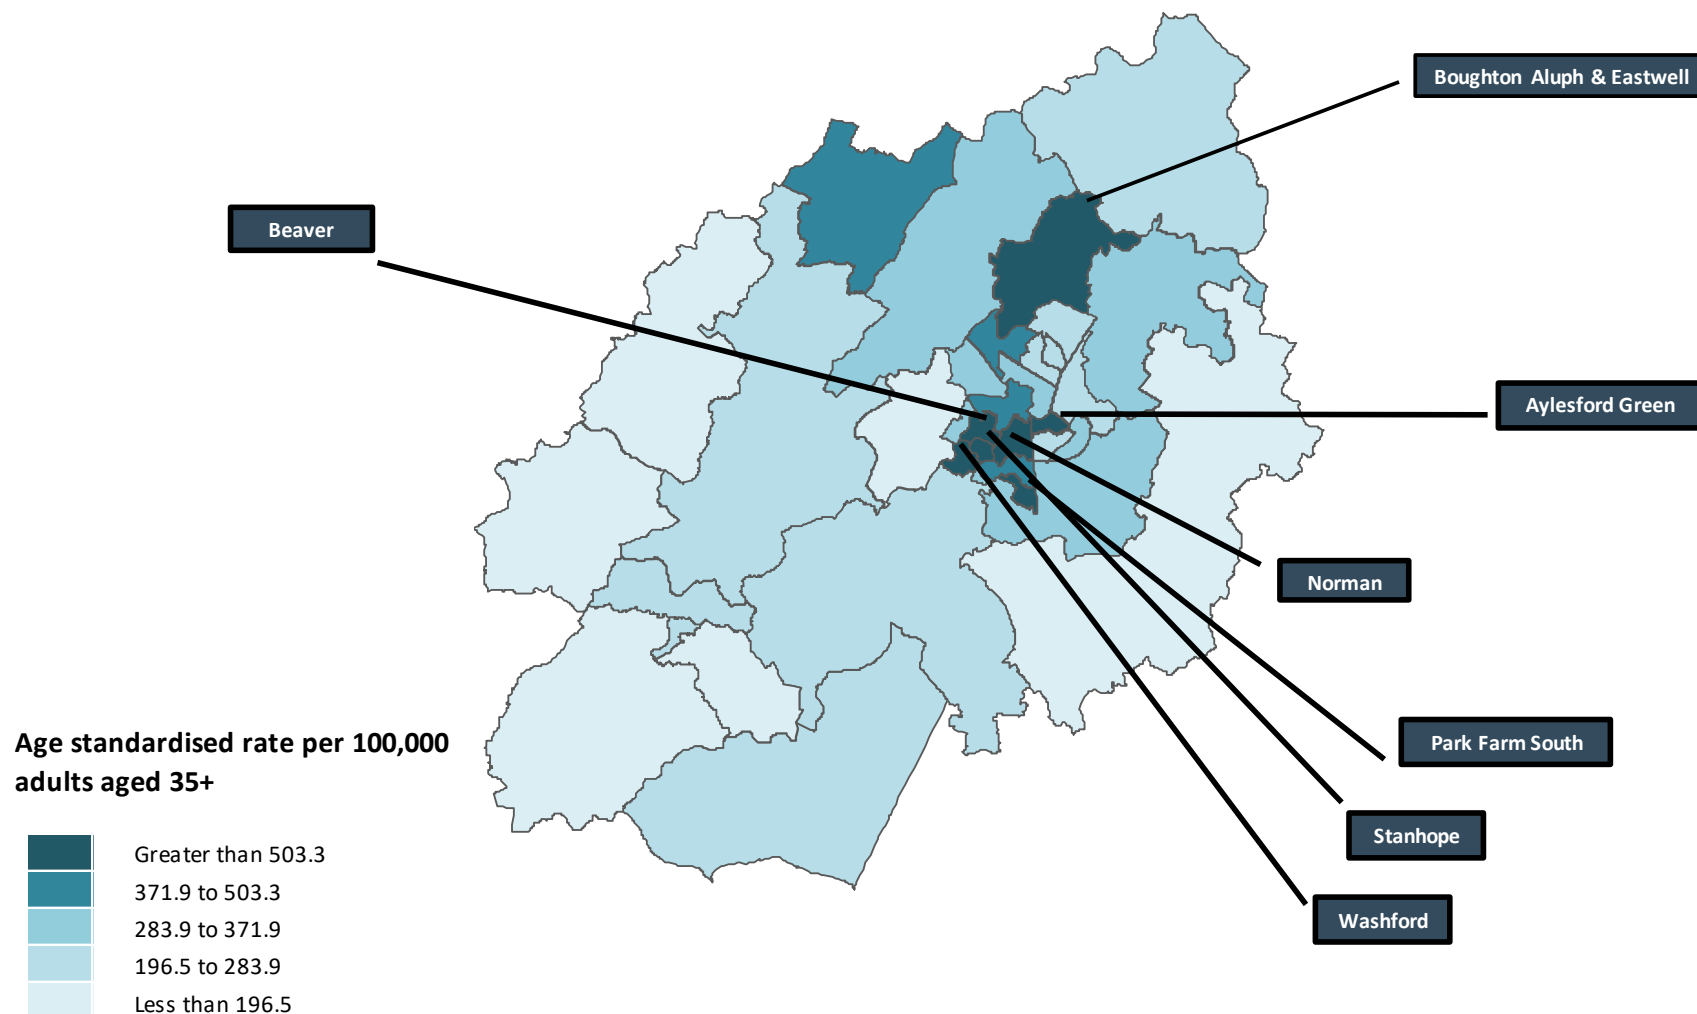 Boughton Aluph & Eastwell
Beaver
Aylesford Green
Norman
Park Farm South
Stanhope
Washford
Age standardised rate per 100,000
adults aged 35+
Greater than 503.3
371.9 to 503.3
283.9 to 371.9
196.5 to 283.9
Less than 196.5